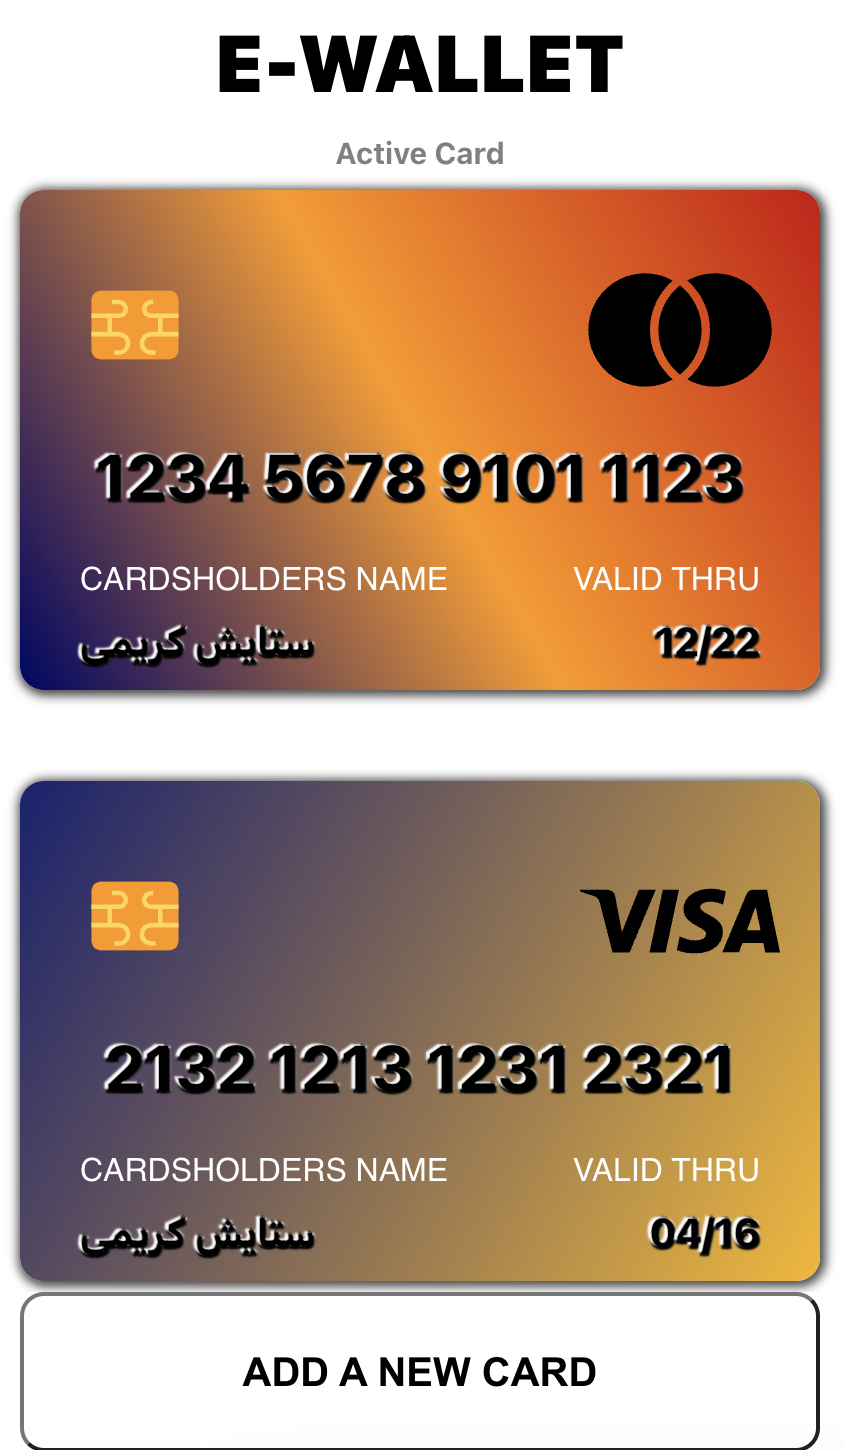 E-WALLET
Active Card
1234 5678 9101 1123
CARDSHOLDERS NAME VALID THRU
ستایش کریمی 12/22
VISA
2132 1213 1231 2321
CARDSHOLDERS NAME VALID THRU
ستایش کریمی 04/16
ADD A NEW CARD